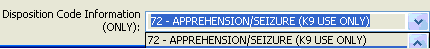 Disposition Code Information
(ONLY):
72 - APPREHENSION/SEIZURE (K9 USE ONLY)
72 - APPREHENSION/SEIZURE (K9 USE ONLY)